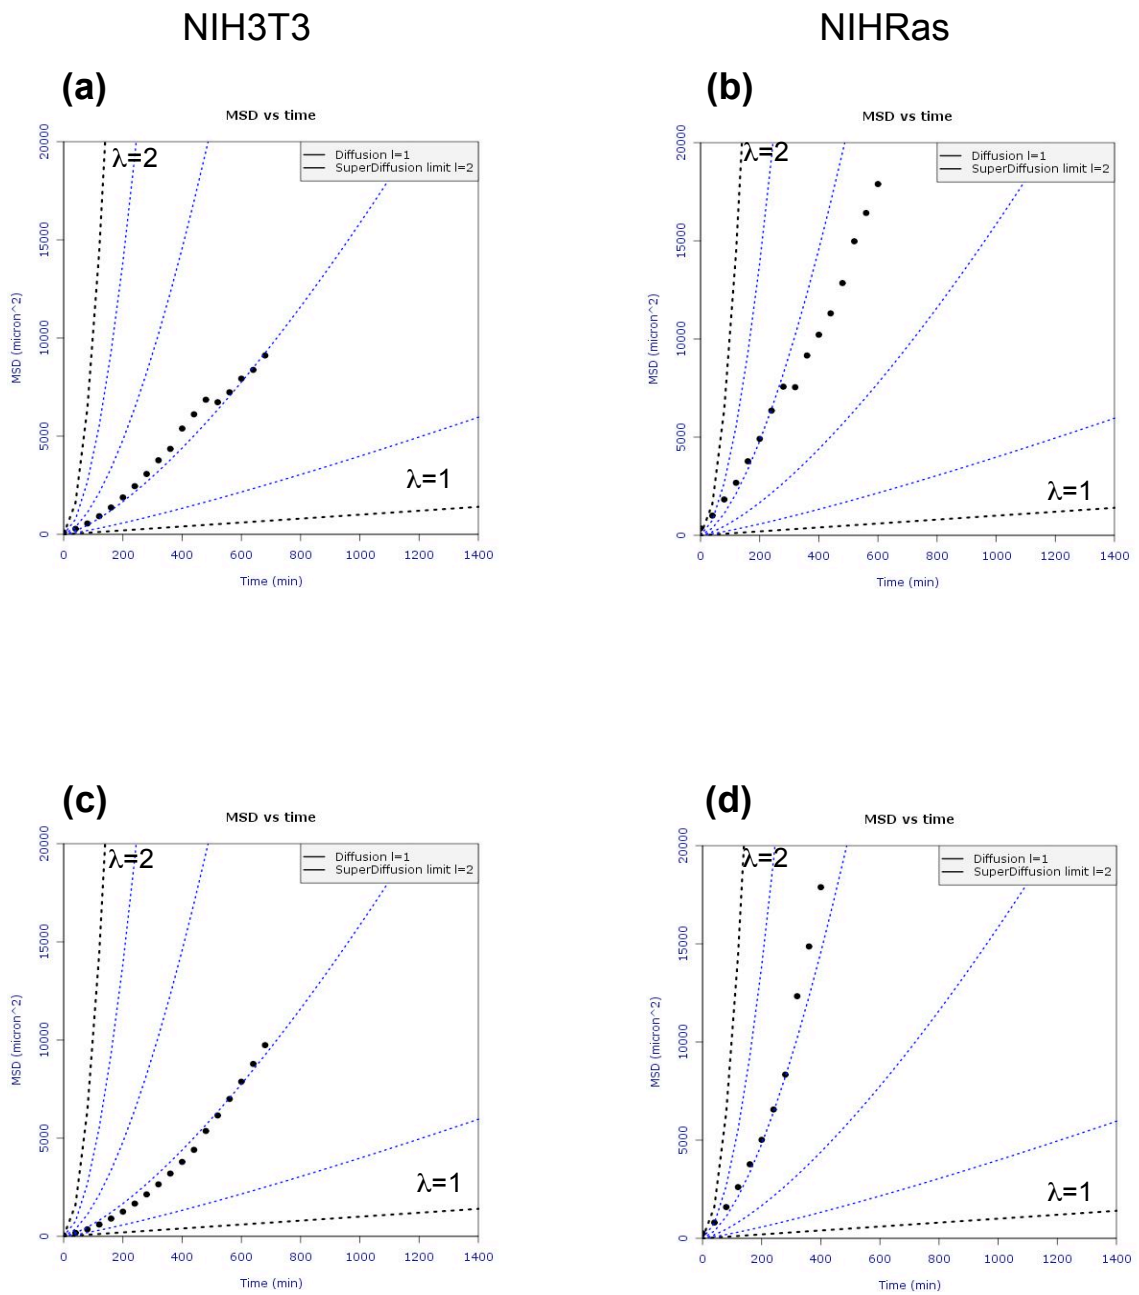 NIH3T3
NIHRas
(a)
MSD vs time
20000
15000
10000
5000
0
MSD (micron^2)
λ=2
Diffusion l=1
SuperDiffusion limit l=2
λ=1
0 200 400 600 800 1000 1200 1400
Time (min)
(b)
MSD vs time
20000
15000
10000
5000
0
MSD (micron^2)
λ=2
Diffusion l=1
SuperDiffusion limit l=2
λ=1
0 200 400 600 800 1000 1200 1400
Time (min)
(c)
MSD vs time
20000
15000
10000
5000
0
MSD (micron^2)
λ=2
Diffusion l=1
SuperDiffusion limit l=2
λ=1
0 200 400 600 800 1000 1200 1400
Time (min)
(d)
MSD vs time
20000
15000
10000
5000
0
MSD (micron^2)
λ=2
Diffusion l=1
SuperDiffusion limit l=2
λ=1
0 200 400 600 800 1000 1200 1400
Time (min)